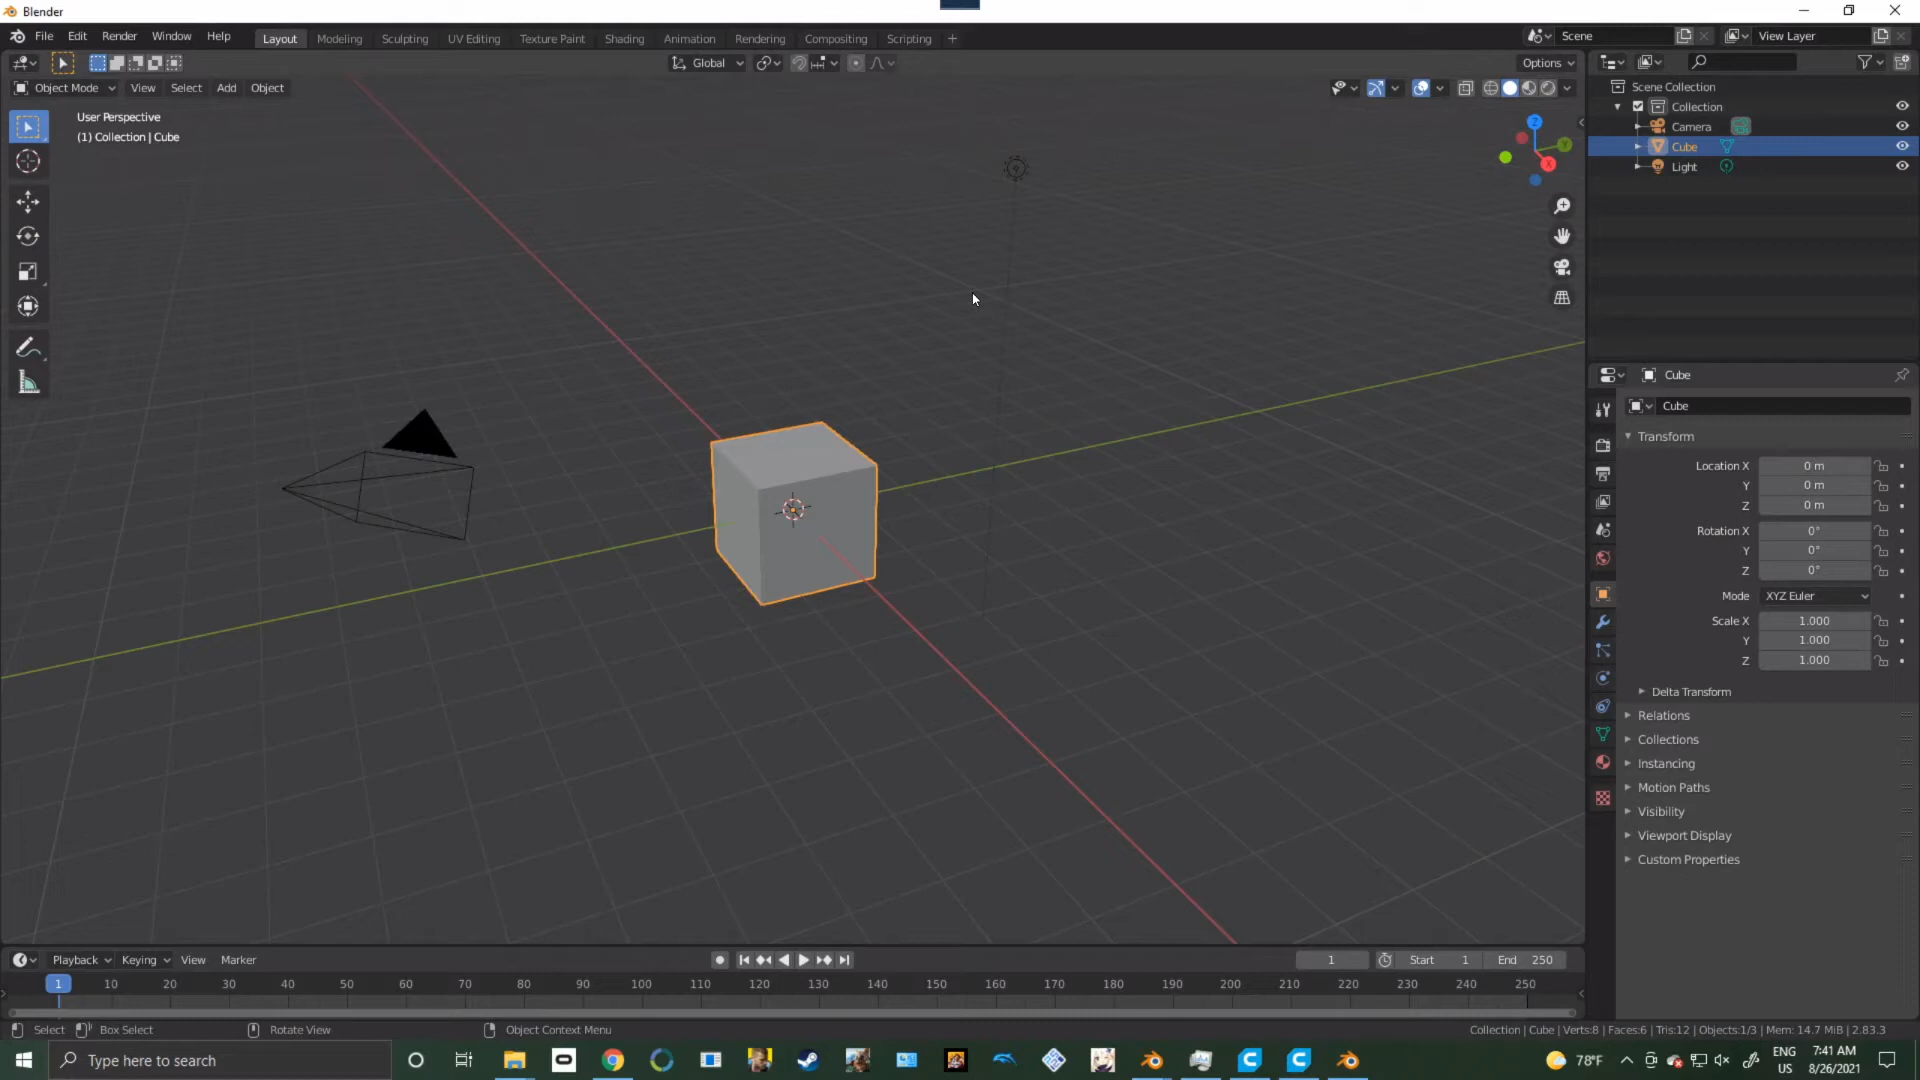 Blender
File Edit Render Window Help Layout Modeling Sculpting UV Editing Texture Paint Shading Animation Rendering Compositing Scripting + Scene View Layer
Global Options
Object Mode View Select Add Object
User Perspective
(1) Collection | Cube
Z
Y
X
Scene Collection
Collection
Camera
Cube
Light
Cube
Cube
Transform
Location X 0 m
Y 0 m
Z 0 m
Rotation X 0°
Y 0°
Z 0°
Mode XYZ Euler
Scale X 1.000
Y 1.000
Z 1.000
Delta Transform
Relations
Collections
Instancing
Motion Paths
Visibility
Viewport Display
Custom Properties
Playback Keying View Marker 1 Start 1 End 250
1 10 20 30 40 50 60 70 80 90 100 110 120 130 140 150 160 170 180 190 200 210 220 230 240 250
Select Box Select Rotate View Object Context Menu Collection | Cube | Verts:8 | Faces:6 | Tris:12 | Objects:1/3 | Mem: 14.7 MiB | 2.83.3
Type here to search 78°F ENG 7:41 AM
US 8/26/2021